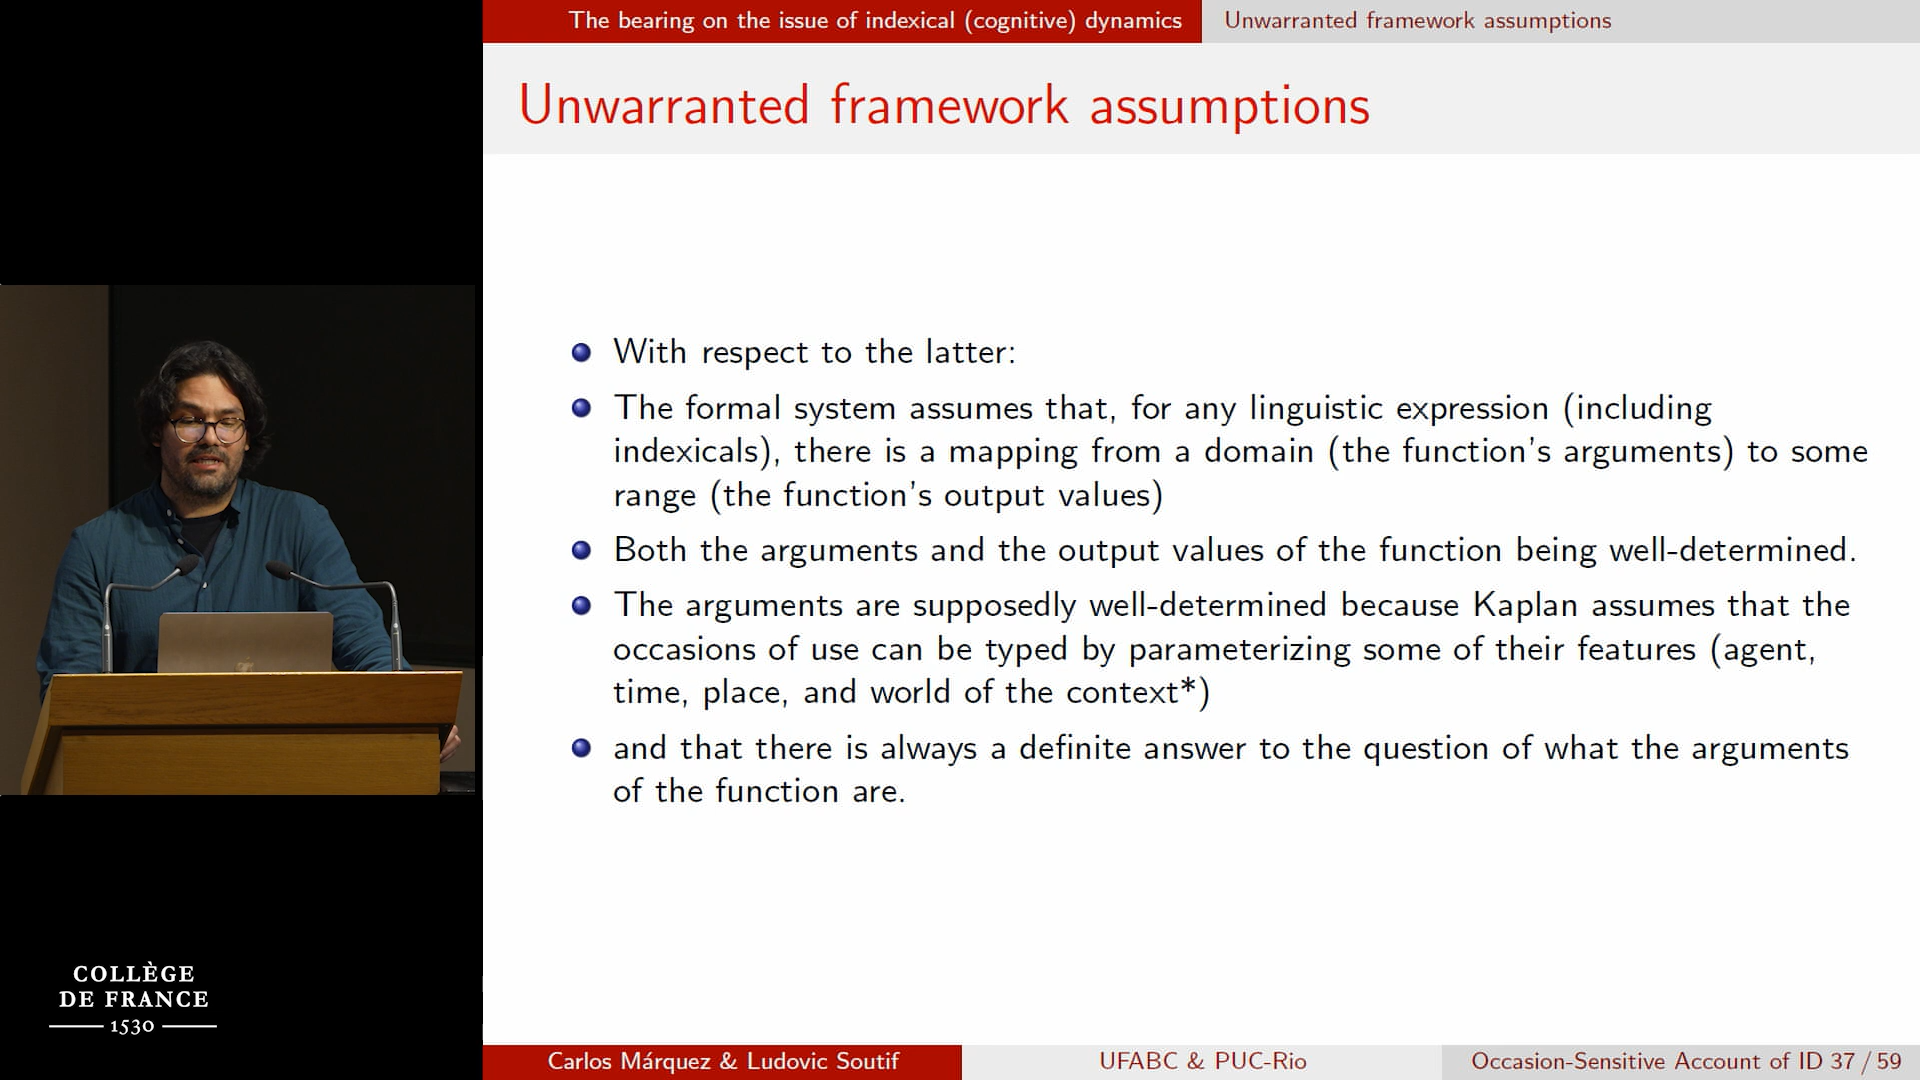 The bearing on the issue of indexical (cognitive) dynamics
Unwarranted framework assumptions
Unwarranted framework assumptions
With respect to the latter:
The formal system assumes that, for any linguistic expression (including
indexicals), there is a mapping from a domain (the function's arguments) to some
range (the function's output values)
Both the arguments and the output values of the function being well-determined.
The arguments are supposedly well-determined because Kaplan assumes that the
occasions of use can be typed by parameterizing some of their features (agent,
time, place, and world of the context*)
and that there is always a definite answer to the question of what the arguments
of the function are.
COLLÈGE
DE FRANCE
1530
Carlos Márquez & Ludovic Soutif
UFABC & PUC-Rio
Occasion-Sensitive Account of ID 37 / 59